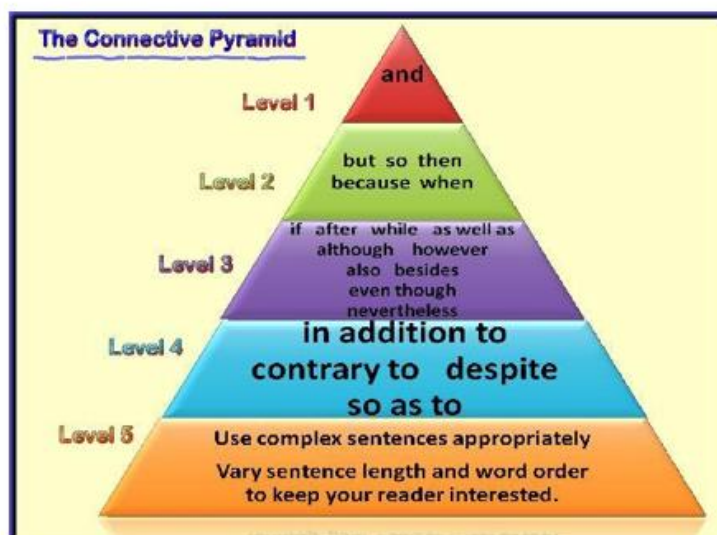 The Connective Pyramid
and
Level 1
but so then
because when
Level 2
if after while as well as
although however
also besides
even though
nevertheless
Level 3
in addition to
contrary to despite
so as to
Level 4
Level 5
Use complex sentences appropriately
Vary sentence length and word order
to keep your reader interested.